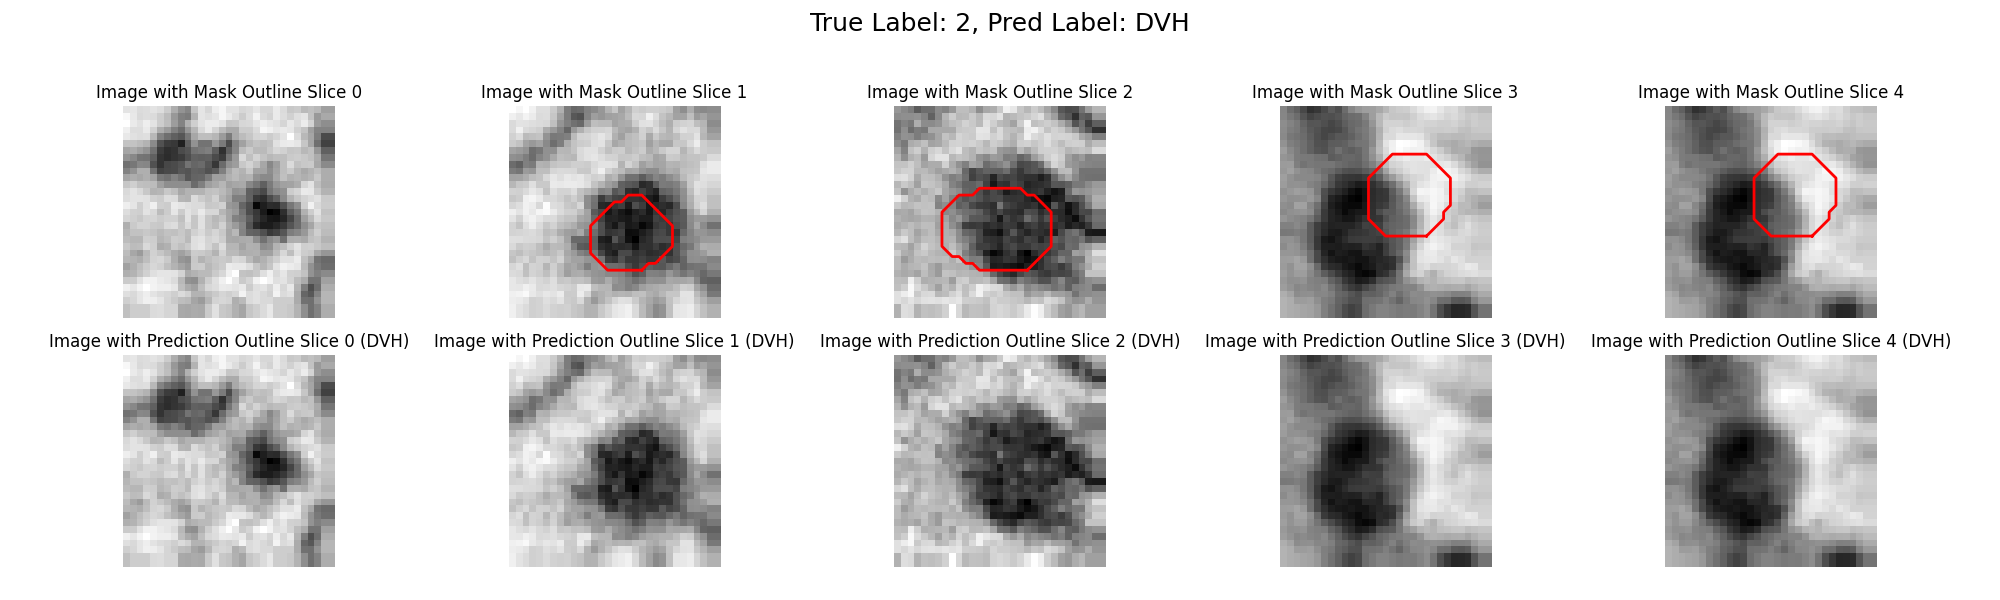 True Label: 2, Pred Label: DVH
Image with Mask Outline Slice 0
Image with Mask Outline Slice 1
Image with Mask Outline Slice 2
Image with Mask Outline Slice 3
Image with Mask Outline Slice 4
Image with Prediction Outline Slice 0 (DVH)
Image with Prediction Outline Slice 1 (DVH)
Image with Prediction Outline Slice 2 (DVH)
Image with Prediction Outline Slice 3 (DVH)
Image with Prediction Outline Slice 4 (DVH)